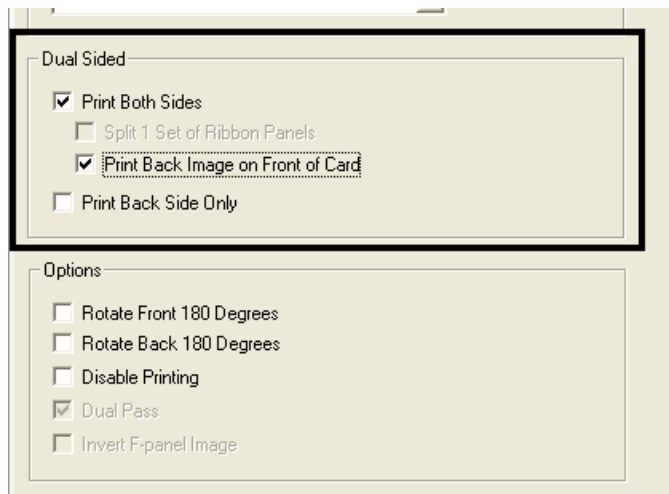 Dual Sided
Print Both Sides
Split 1 Set of Ribbon Panels
Print Back Image on Front of Card
Print Back Side Only
Options
Rotate Front 180 Degrees
Rotate Back 180 Degrees
Disable Printing
Dual Pass
Invert F-panel Image